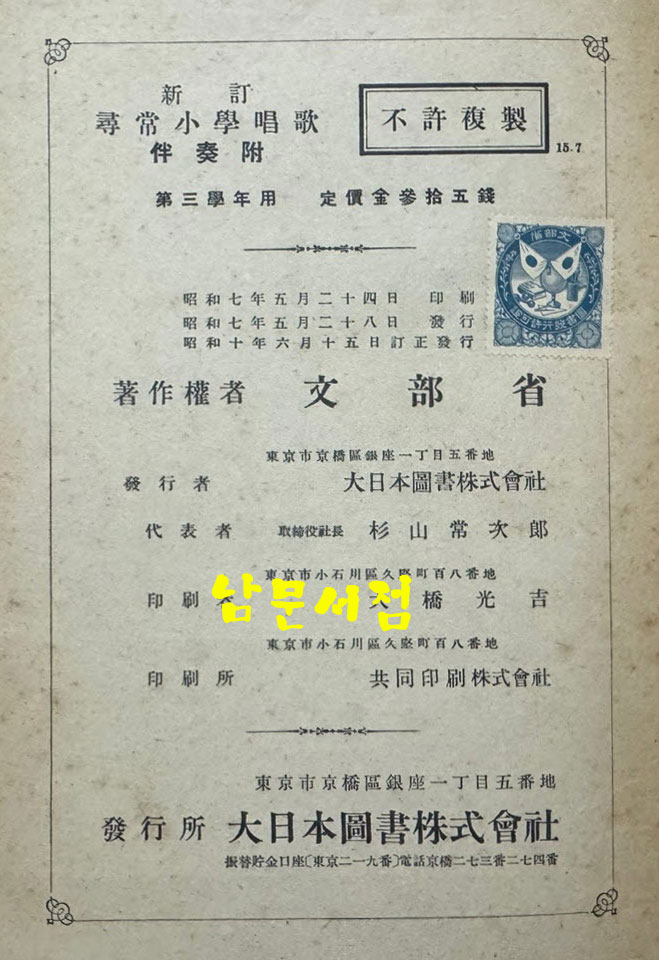 新訂
尋常小學唱歌
伴奏附
不許複製
15.7
第三學年用 定價金參拾五錢
文部省
昭和七年五月二十四日 印刷
昭和七年五月二十八日 發行
昭和十年六月十五日訂正發行
著作權者 文部省
東京市京橋區銀座一丁目五番地
發行者 大日本圖書株式會社
代表者 取締役社長 杉山常次郎
東京市小石川區久堅町百八番地
印刷 大橋光吉
남문서점
東京市小石川區久堅町百八番地
印刷所 共同印刷株式會社
東京市京橋區銀座一丁目五番地
發行所 大日本圖書株式會社
振替貯金口座〔東京二一九番〕電話京橋二七三番二七四番